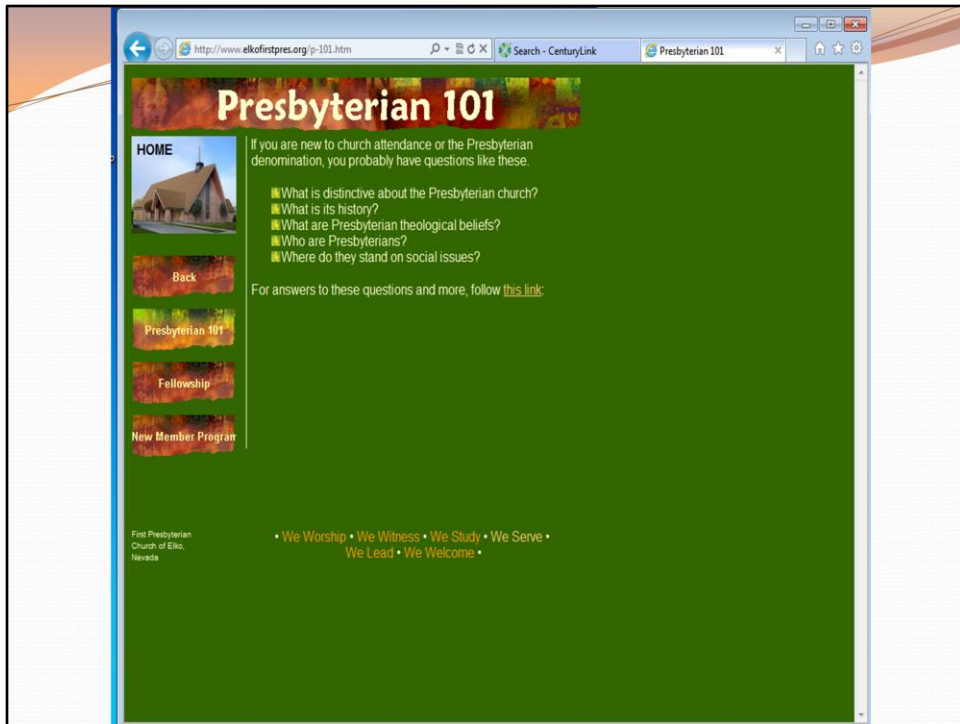 http://www.elkofirstpres.org/p-101.htm
Search - CenturyLink
Presbyterian 101
Presbyterian 101
HOME
If you are new to church attendance or the Presbyterian
denomination, you probably have questions like these.
What is distinctive about the Presbyterian church?
What is its history?
What are Presbyterian theological beliefs?
Who are Presbyterians?
Where do they stand on social issues?
For answers to these questions and more, follow this link:
Back
Presbyterian 101
Fellowship
New Member Program
First Presbyterian
Church of Elko,
Nevada
• We Worship • We Witness • We Study • We Serve •
We Lead • We Welcome •